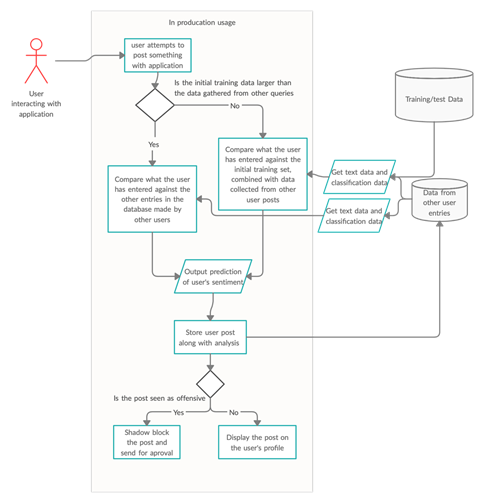 In production usage
user attempts to
post something
with application
User
interacting with
application
Is the initial training data larger than
the data gathered from other queries
No
Yes
Training/test Data
Compare what the user
has entered against the
initial training set,
combined with data
collected from other
user posts
Compare what the user
has entered against the
other entries in the
database made by
other users
Get text data and
classification data
Data from
other user
entries
Get text data and
classification data
Output prediction
of user's sentiment
Store user post
along with analysis
Is the post seen as offensive
Yes
No
Shadow block
the post and
send for aproval
Display the post on
the user's profile